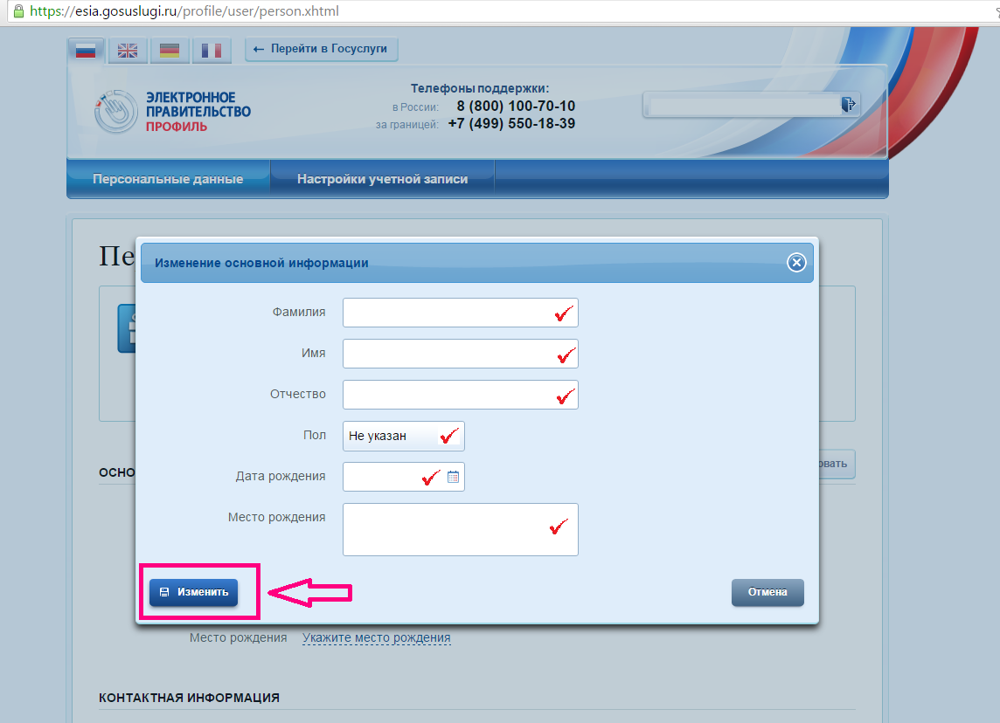 https://esia.gosuslugi.ru/profile/user/person.xhtml
← Перейти в Госуслуги
ЭЛЕКТРОННОЕ
ПРАВИТЕЛЬСТВО
ПРОФИЛЬ
Телефоны поддержки:
в России: 8 (800) 100-70-10
за границей: +7 (499) 550-18-39
Персональные данные Настройки учетной записи
Пе
Изменение основной информации
Фамилия
Имя
Отчество
Пол Не указан
Дата рождения
Место рождения
ОСНО
овать
Изменить Отмена
Место рождения Укажите место рождения
КОНТАКТНАЯ ИНФОРМАЦИЯ